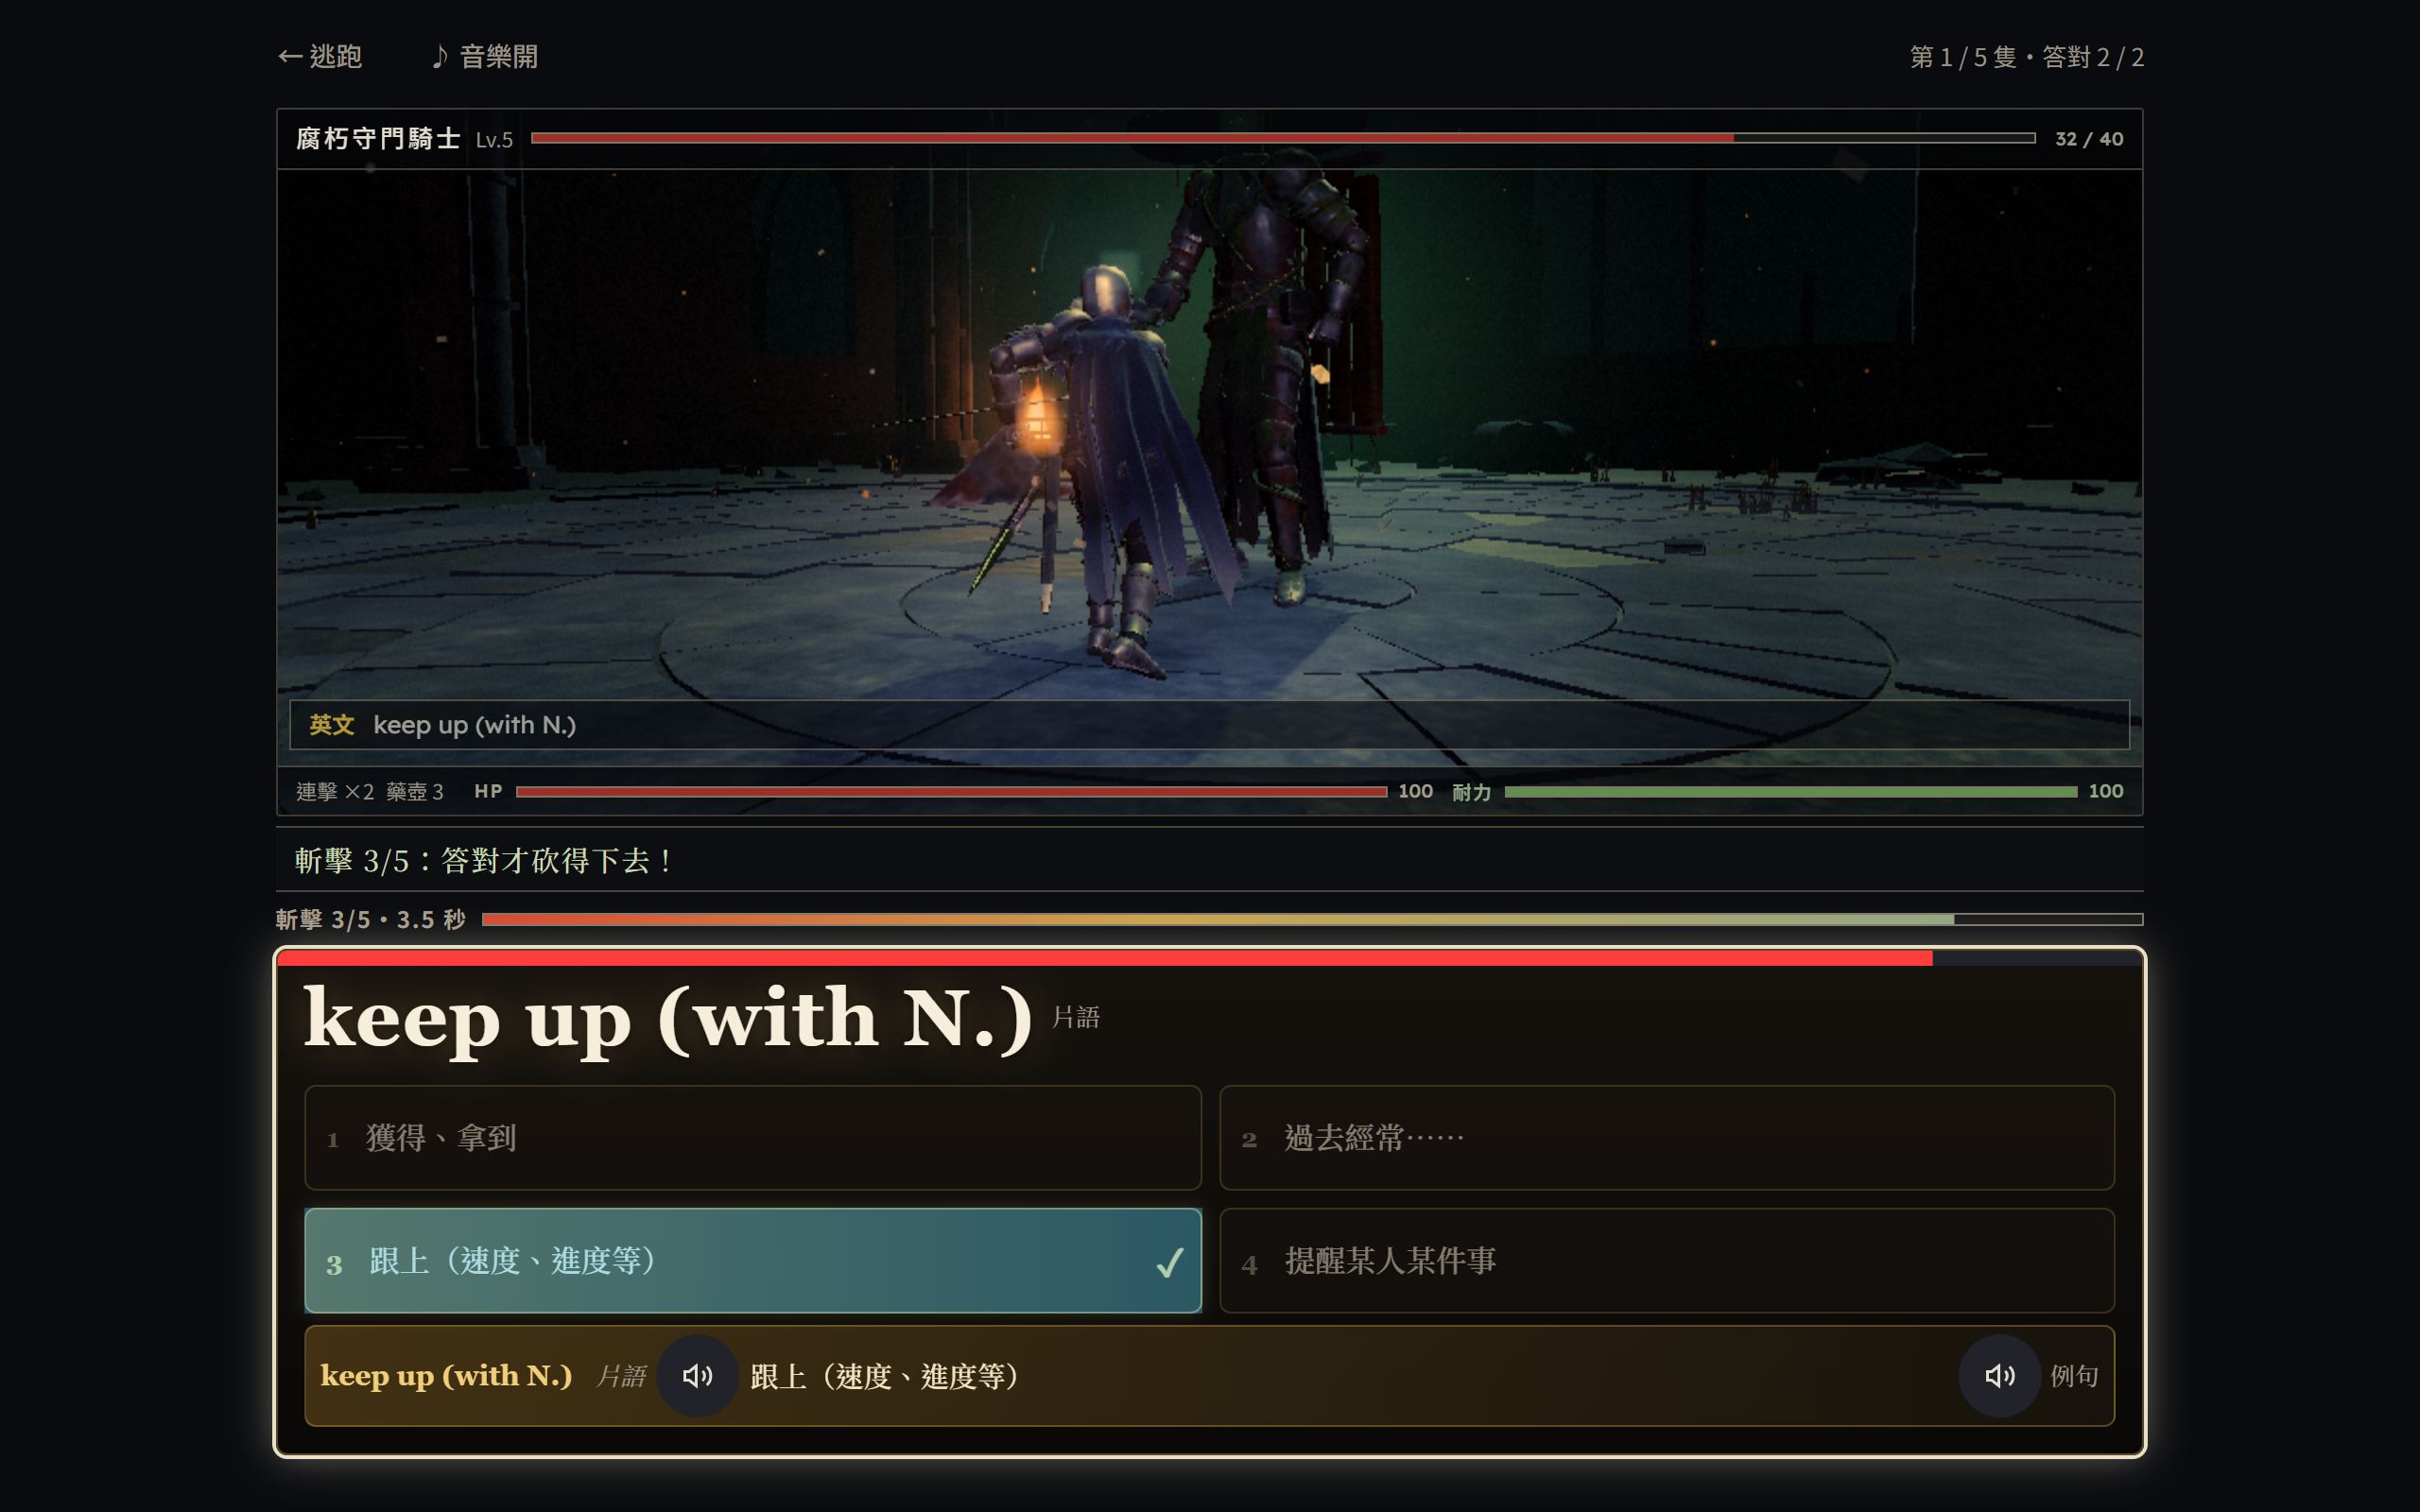 ← 逃跑 ♪ 音樂開 第 1 / 5 隻・答對 2 / 2
腐朽守門騎士 Lv.5 32 / 40
英文 keep up (with N.)
連擊 ×2 藥壺 3 HP 100 耐力 100
斬擊 3/5：答對才砍得下去！
斬擊 3/5・3.5 秒
keep up (with N.) 片語
1 獲得、拿到
2 過去經常……
3 跟上（速度、進度等） ✓
4 提醒某人某件事
keep up (with N.) 片語 跟上（速度、進度等） 例句